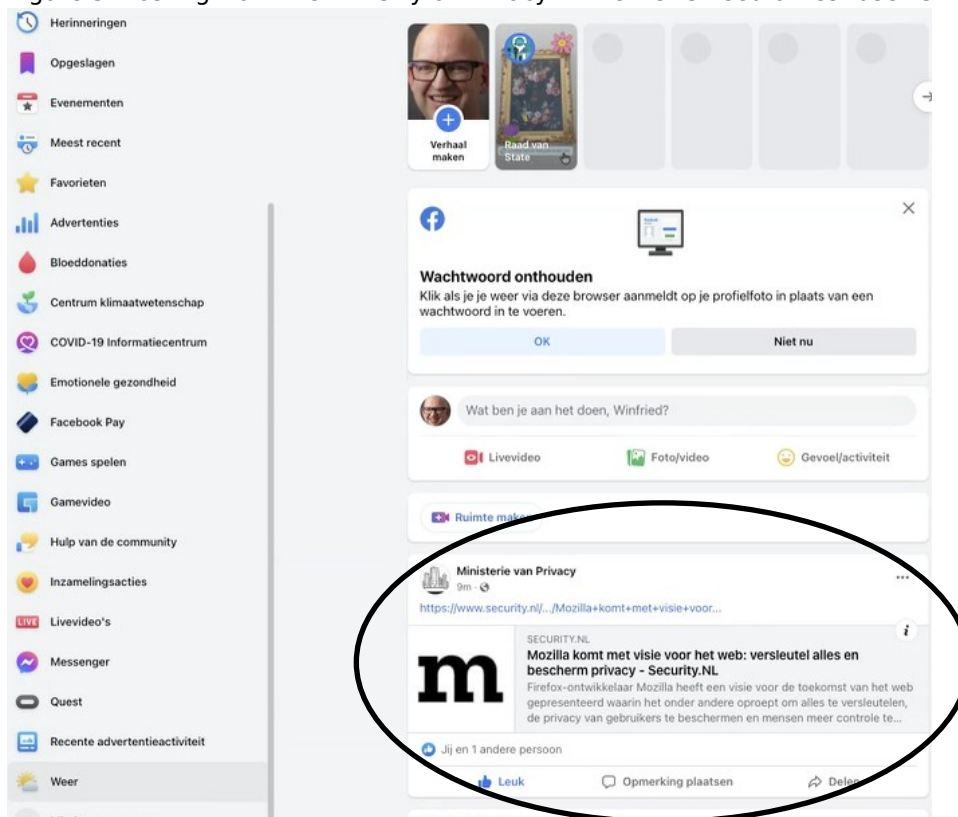 Herinneringen
Opgeslagen
Evenementen
Meest recent
Favorieten
Advertenties
Bloeddonaties
Centrum klimaatwetenschap
COVID-19 Informatiecentrum
Emotionele gezondheid
Facebook Pay
Games spelen
Gamevideo
Hulp van de community
Inzamelingsacties
LIVE Livevideo's
Messenger
Quest
Recente advertentieactiviteit
Weer
Verhaal
maken
Raad van
State
Wachtwoord onthouden
Klik als je je weer via deze browser aanmeldt op je profielfoto in plaats van een
wachtwoord in te voeren.
OK
Niet nu
Wat ben je aan het doen, Winfried?
Livevideo
Foto/video
Gevoel/activiteit
Ruimte maken
Ministerie van Privacy
9m ·
https://www.security.nl/.../Mozilla+komt+met+visie+voor...
m
SECURITY.NL
Mozilla komt met visie voor het web: versleutel alles en
bescherm privacy - Security.NL
Firefox-ontwikkelaar Mozilla heeft een visie voor de toekomst van het web
gepresenteerd waarin het onder andere oproept om alles te versleutelen,
de privacy van gebruikers te beschermen en mensen meer controle te...
Jij en 1 andere persoon
Leuk
Opmerking plaatsen
Delen